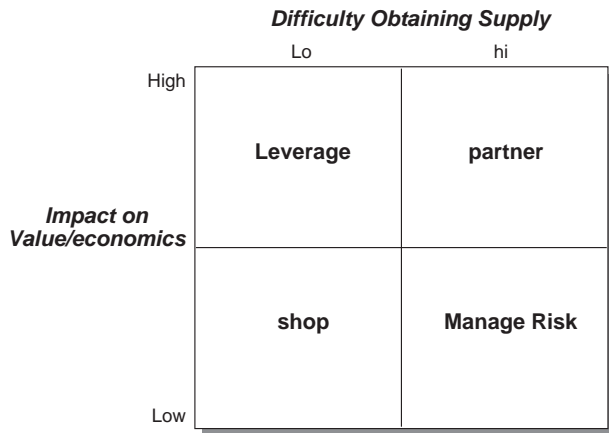 Difficulty Obtaining Supply
Lo hi
High
Leverage partner
Impact on
Value/economics
shop Manage Risk
Low